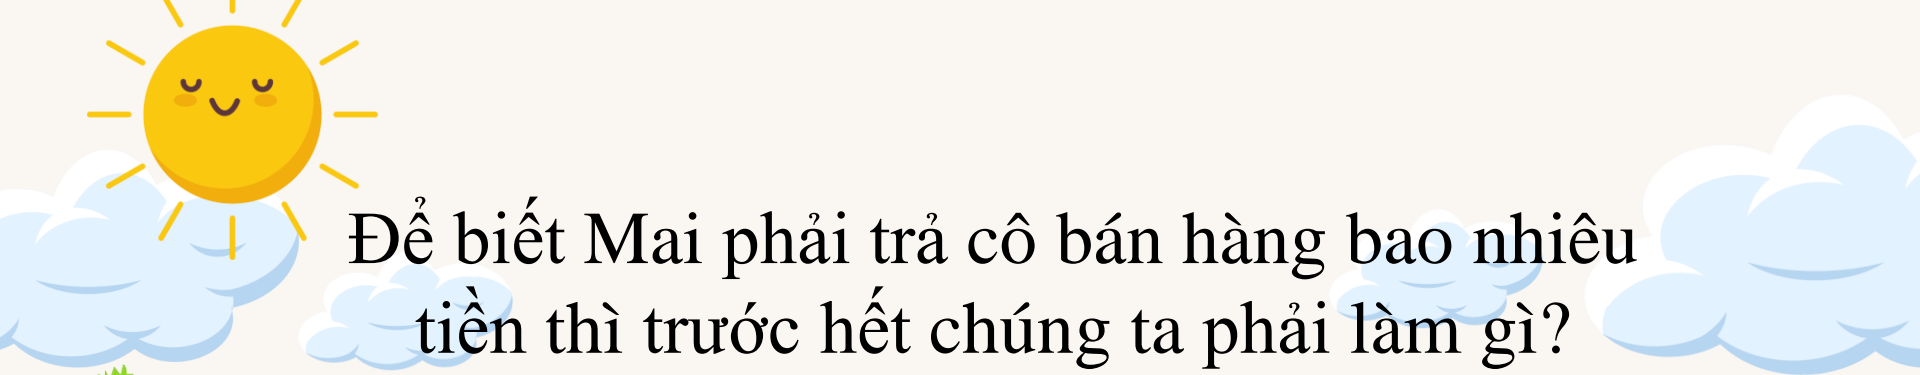 Để biết Mai phải trả cô bán hàng bao nhiêu
tiền thì trước hết chúng ta phải làm gì?